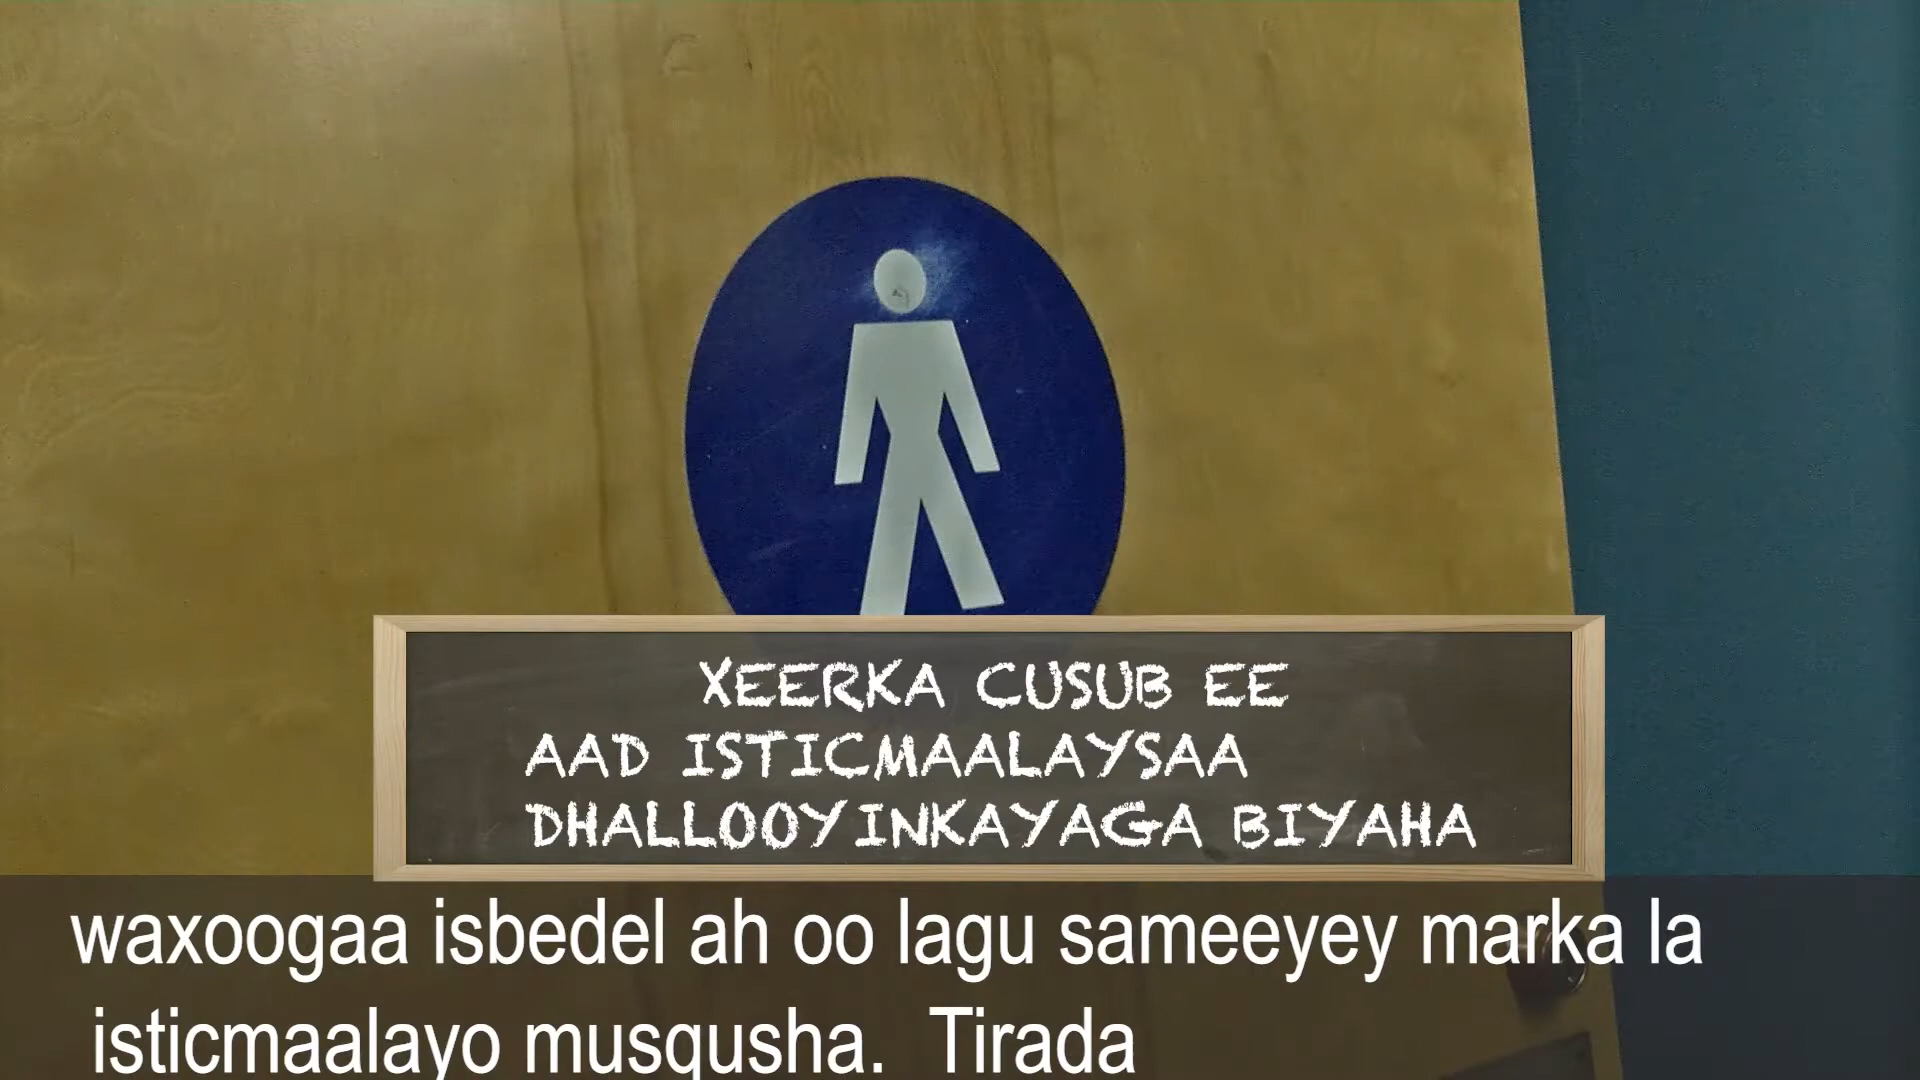 XEERKA CUSUB EE
AAD ISTICMAALAYSAA
DHALLOOYINKAYAGA BIYAHA
waxoogaa isbedel ah oo lagu sameeyey marka la
isticmaalayo musqusha. Tirada